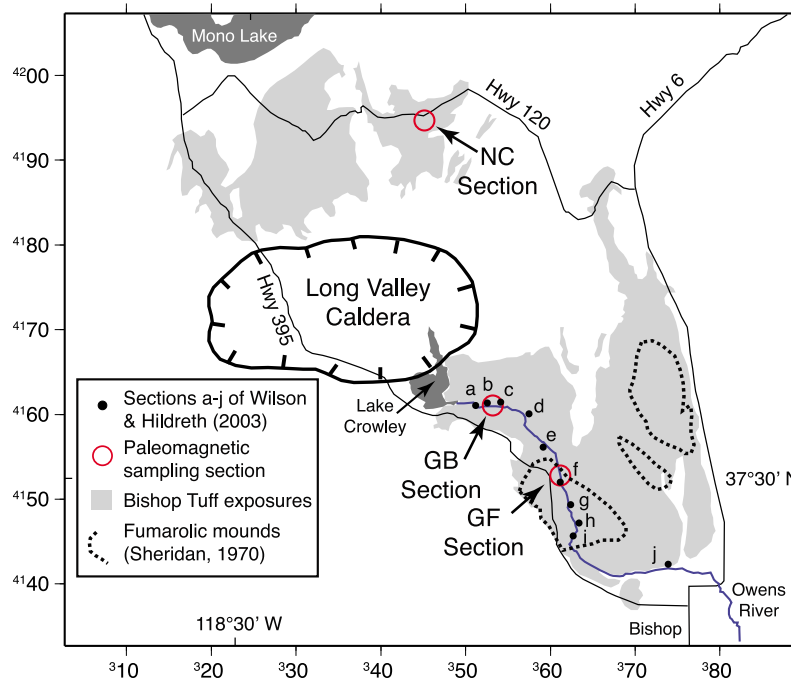 Mono Lake
⁴²00
Hwy 120
Hwy 6
NC
Section
⁴¹90
⁴¹80
Long Valley
Caldera
Hwy 395
⁴¹70
Sections a-j of Wilson
& Hildreth (2003)
Paleomagnetic
sampling section
Bishop Tuff exposures
Fumarolic mounds
(Sheridan, 1970)
Lake
Crowley
a
b
c
d
e
f
g
h
j
j
⁴¹60
GB
Section
GF
Section
37°30' N
⁴¹50
⁴¹40
118°30' W
Owens
River
Bishop
³10
³20
³30
³40
³50
³60
³70
³80